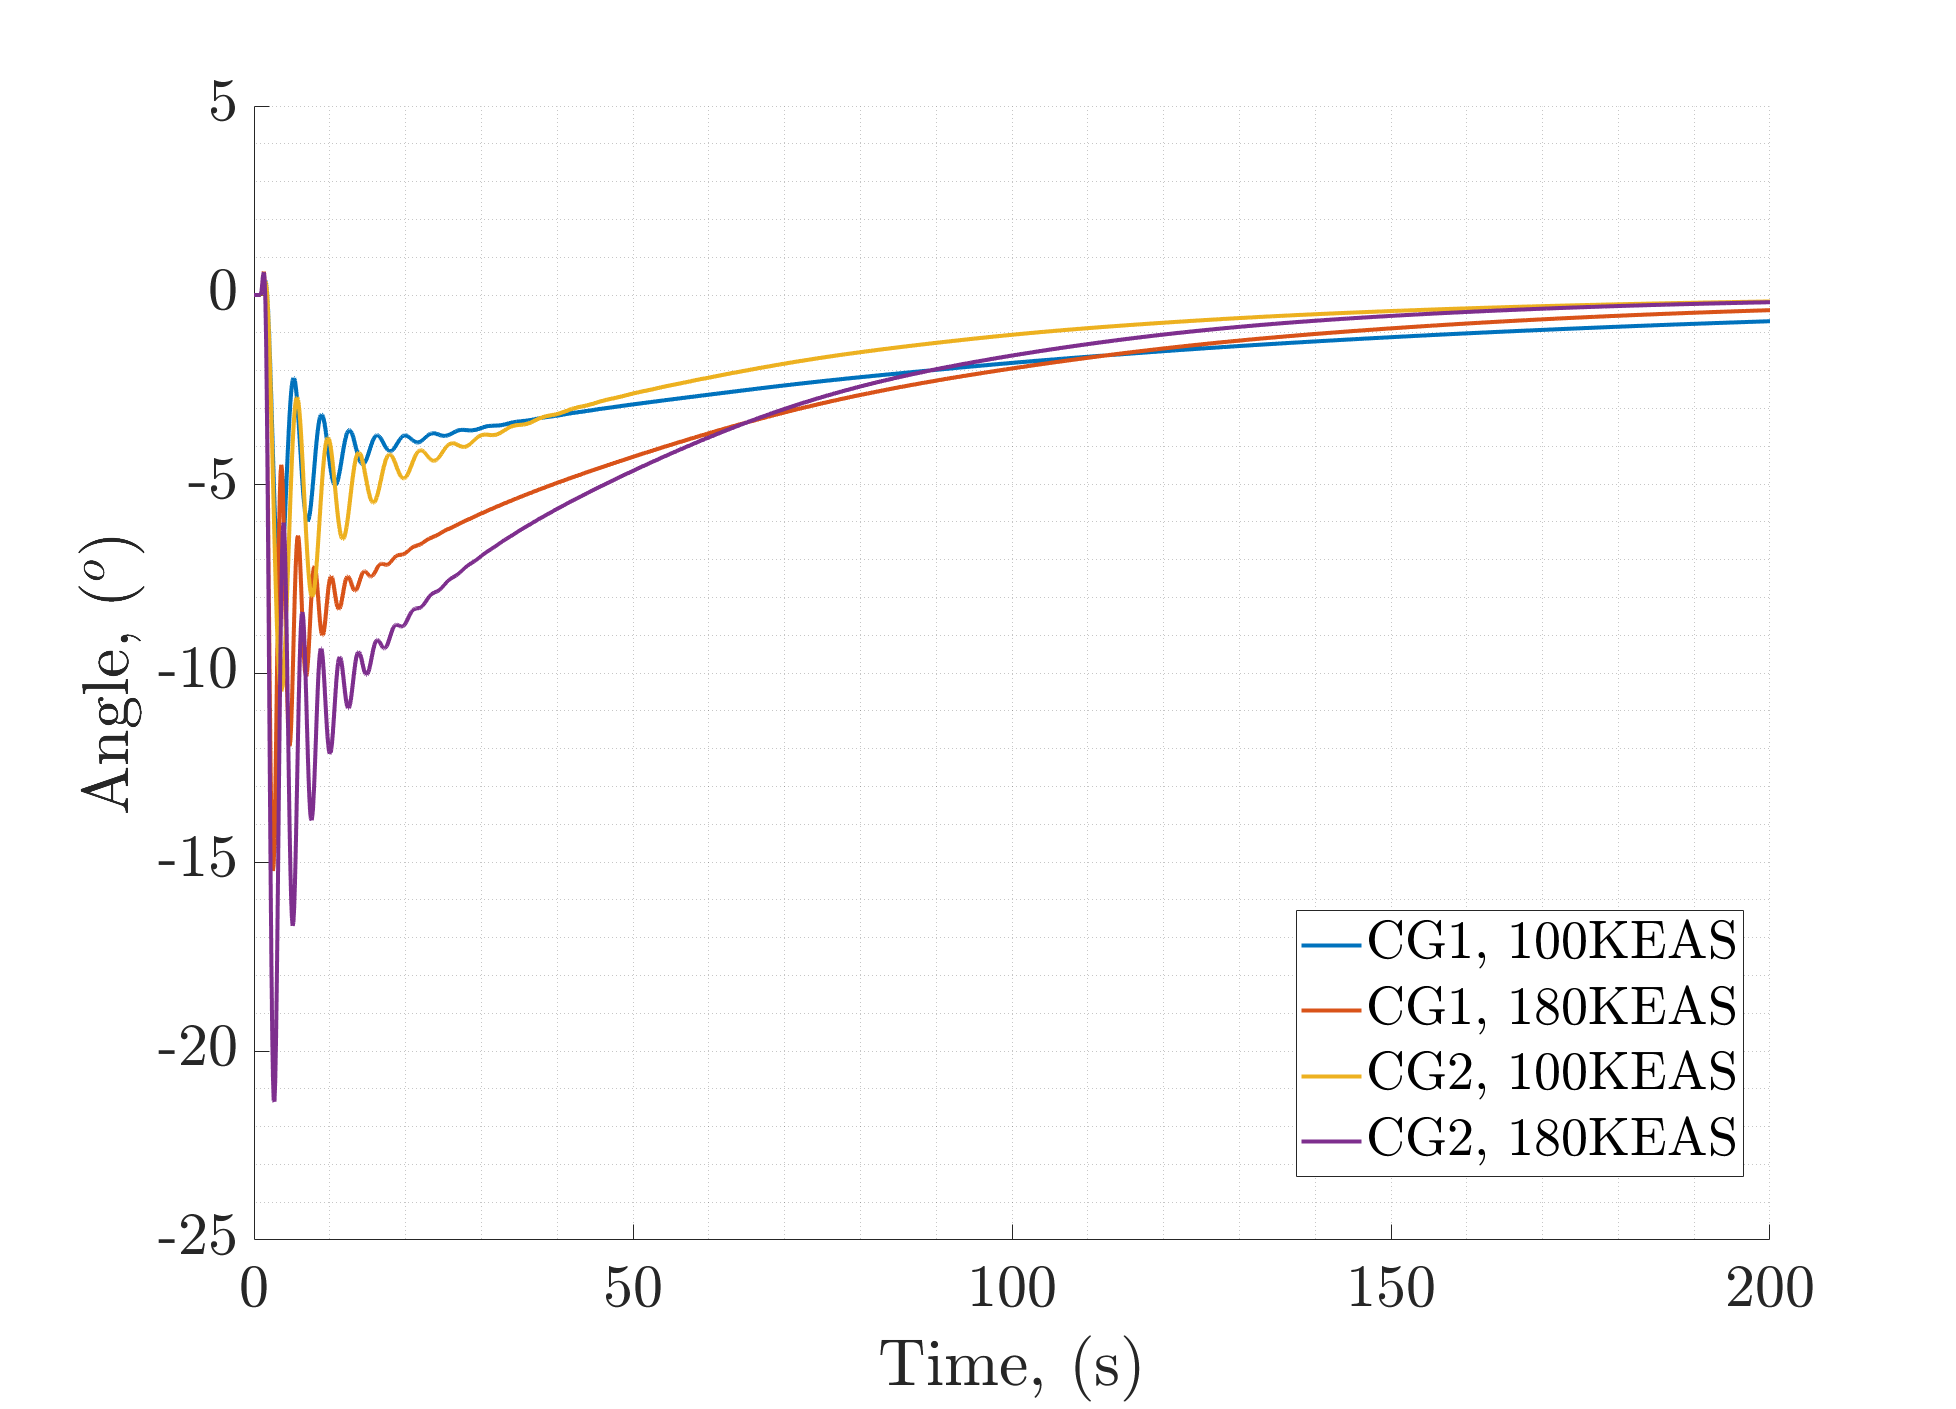 5
0
-5
-10
-15
-20
-25
Angle, (°)
0 50 100 150 200
Time, (s)
CG1, 100KEAS
CG1, 180KEAS
CG2, 100KEAS
CG2, 180KEAS